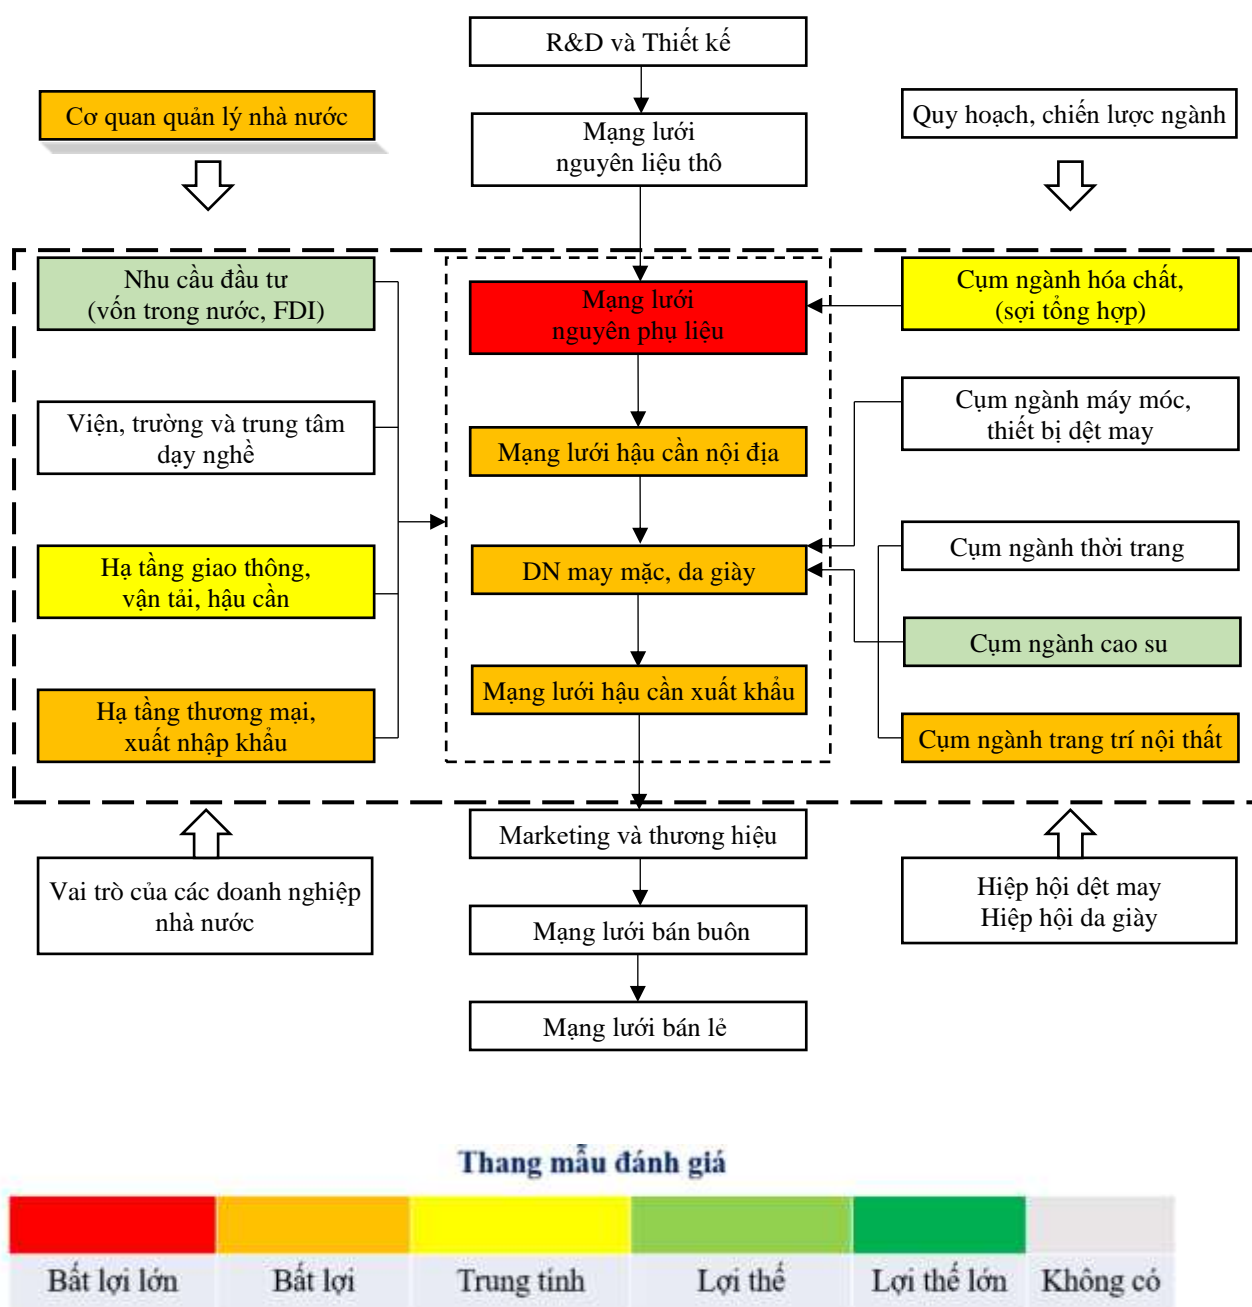 R&D và Thiết kế
Cơ quan quản lý nhà nước
Mạng lưới
nguyên liệu thô
Quy hoạch, chiến lược ngành
Nhu cầu đầu tư
(vốn trong nước, FDI)
Mạng lưới
nguyên phụ liệu
Cụm ngành hóa chất,
(sợi tổng hợp)
Viện, trường và trung tâm
dạy nghề
Mạng lưới hậu cần nội địa
Cụm ngành máy móc,
thiết bị dệt may
Hạ tầng giao thông,
vận tải, hậu cần
DN may mặc, da giày
Cụm ngành thời trang
Cụm ngành cao su
Hạ tầng thương mại,
xuất nhập khẩu
Mạng lưới hậu cần xuất khẩu
Cụm ngành trang trí nội thất
Marketing và thương hiệu
Vai trò của các doanh nghiệp
nhà nước
Mạng lưới bán buôn
Hiệp hội dệt may
Hiệp hội da giày
Mạng lưới bán lẻ
Thang mẫu đánh giá
Bất lợi lớn
Bất lợi
Trung tính
Lợi thế
Lợi thế lớn
Không có